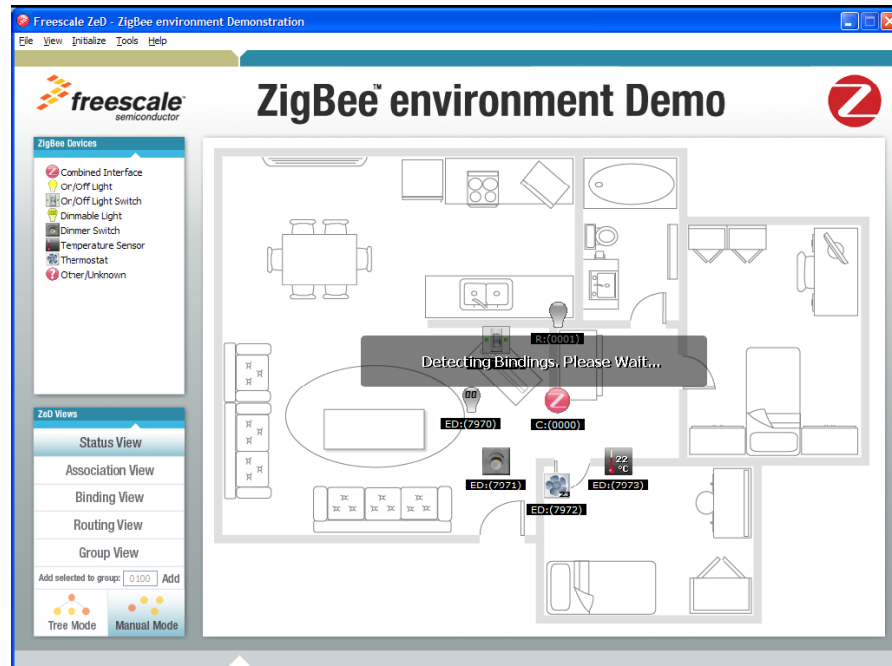 Freescale ZeD - ZigBee environment Demonstration
File View Initialize Tools Help
freescale™
semiconductor
ZigBee™ environment Demo
Z
ZigBee Devices
Combined Interface
On/Off Light
On/Off Light Switch
Dimmable Light
Dimmer Switch
Temperature Sensor
Thermostat
Other/Unknown
R:(0001)
Detecting Bindings. Please Wait...
ED:(7970)
C:(0000)
ED:(7971)
22
°C
ED:(7973)
ED:(7972)
ZeD Views
Status View
Association View
Binding View
Routing View
Group View
Add selected to group: 0100 Add
Tree Mode Manual Mode